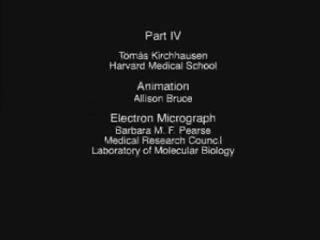 Part IV
Tomás Kirchhausen
Harvard Medical School
Animation
Allison Bruce
Electron Micrograph
Barbara M. F. Pearse
Medical Research Council
Laboratory of Molecular Biology